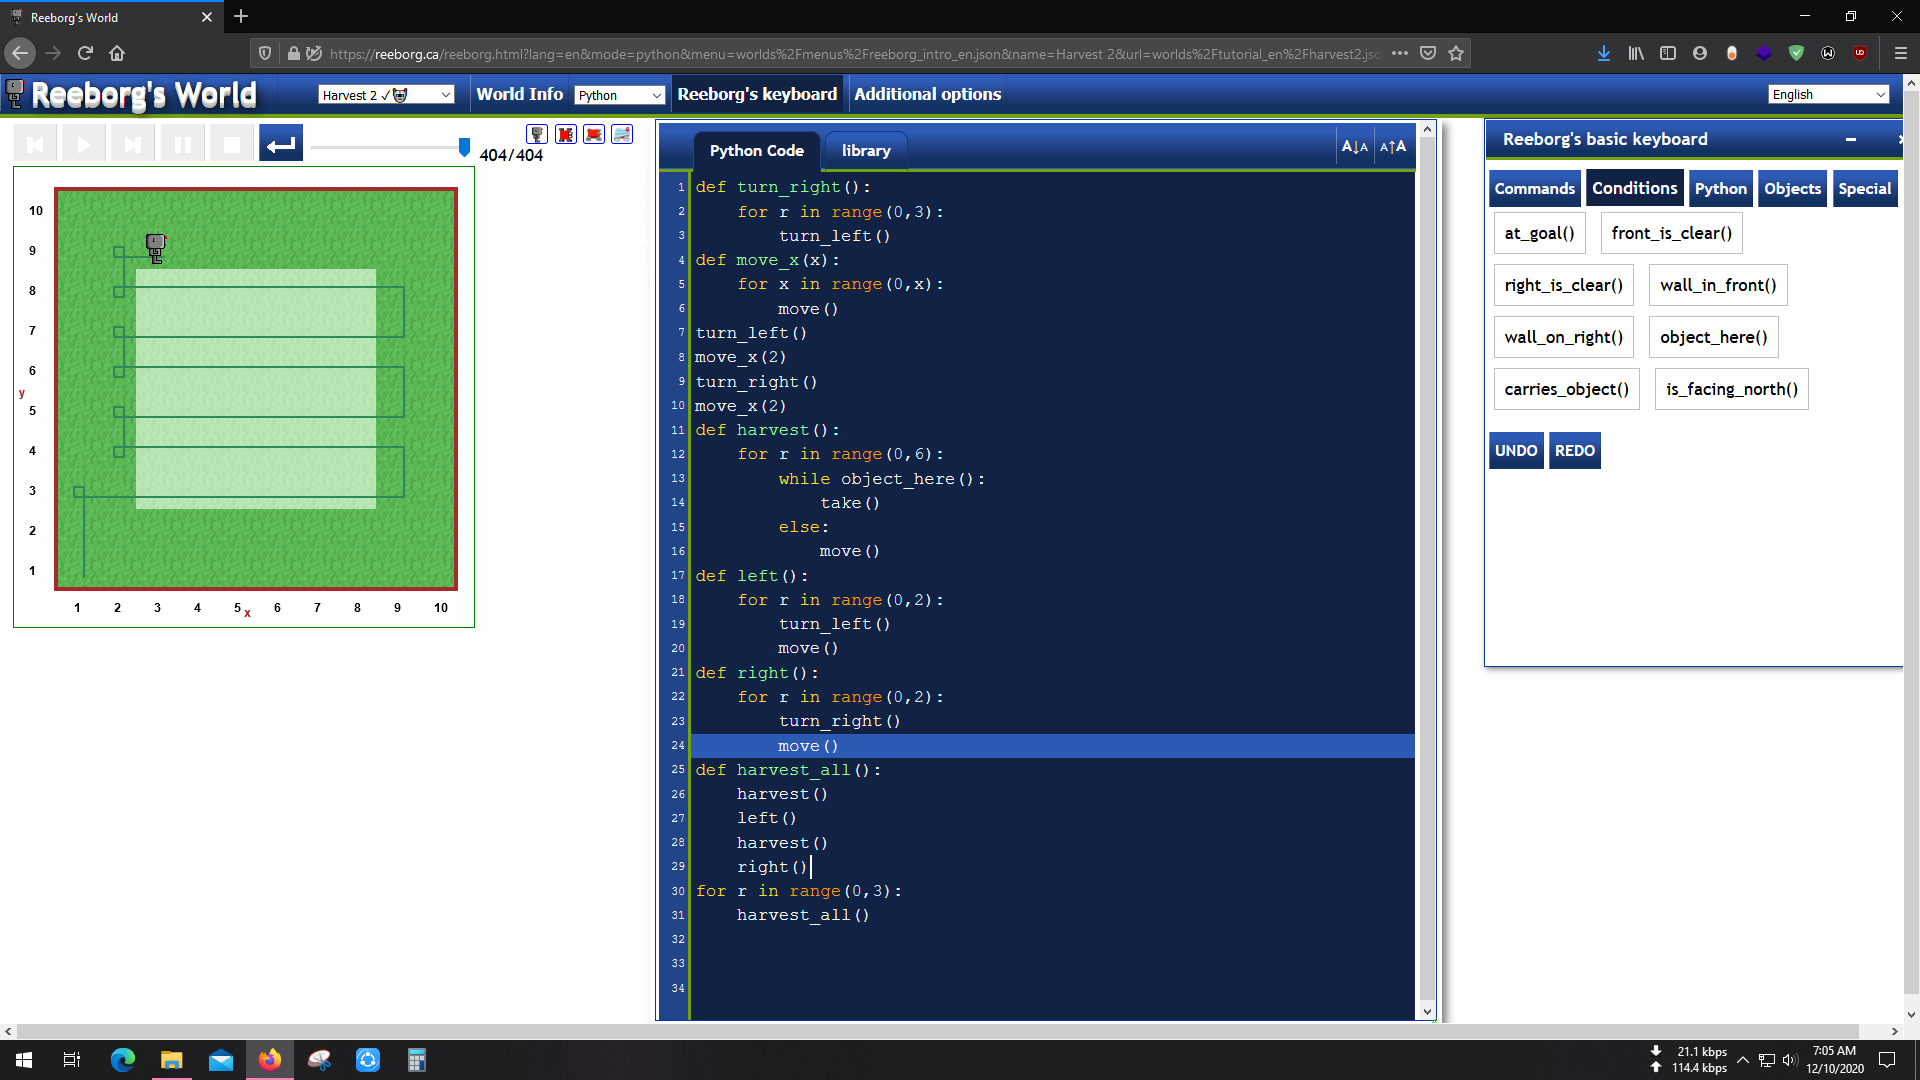 Reeborg's World
https://reeborg.ca/reeborg.html?lang=en&mode=python&menu=worlds%2Fmenus%2Freeborg_intro_en.json&name=Harvest 2&url=worlds%2Ftutorial_en%2Fharvest2.jsc
Reeborg's World
Harvest 2 ✓
World Info
Python
Reeborg's keyboard
Additional options
English
404/404
Python Code
library
A↓A
A↑A
1 def turn_right():
2     for r in range(0,3):
3         turn_left()
4 def move_x(x):
5     for x in range(0,x):
6         move()
7 turn_left()
8 move_x(2)
9 turn_right()
10 move_x(2)
11 def harvest():
12     for r in range(0,6):
13         while object_here():
14             take()
15         else:
16             move()
17 def left():
18     for r in range(0,2):
19         turn_left()
20         move()
21 def right():
22     for r in range(0,2):
23         turn_right()
24         move()
25 def harvest_all():
26     harvest()
27     left()
28     harvest()
29     right()
30 for r in range(0,3):
31     harvest_all()
32
33
34
10
9
8
7
6
y
5
4
3
2
1
1 2 3 4 5 6 7 8 9 10
x
Reeborg's basic keyboard
Commands Conditions Python Objects Special
at_goal() front_is_clear()
right_is_clear() wall_in_front()
wall_on_right() object_here()
carries_object() is_facing_north()
UNDO REDO
21.1 kbps
114.4 kbps
7:05 AM
12/10/2020